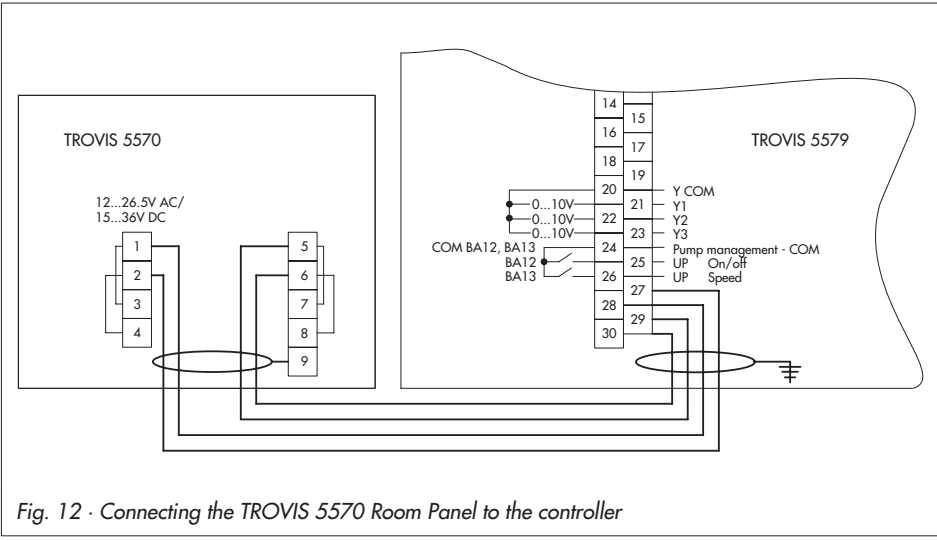 TROVIS 5570
12...26.5V AC/
15...36V DC
1
2
3
4
5
6
7
8
9
TROVIS 5579
14
15
16
17
18
19
20
Y COM
0...10V
21
Y1
0...10V
22
Y2
0...10V
23
Y3
COM BA12, BA13
24
Pump management - COM
BA12
25
UP On/off
BA13
26
UP Speed
27
28
29
30
Fig. 12 · Connecting the TROVIS 5570 Room Panel to the controller